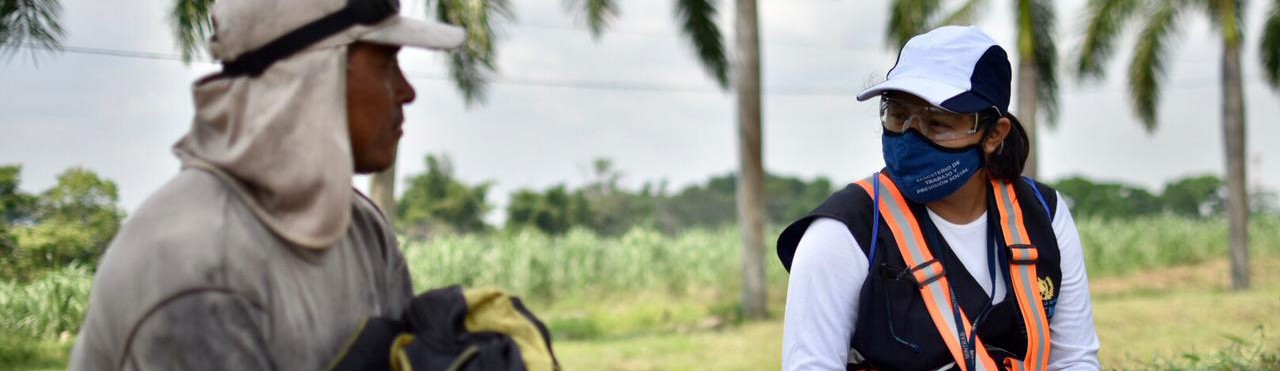 MINISTERIO DE
TRABAJO Y
PREVISIÓN SOCIAL